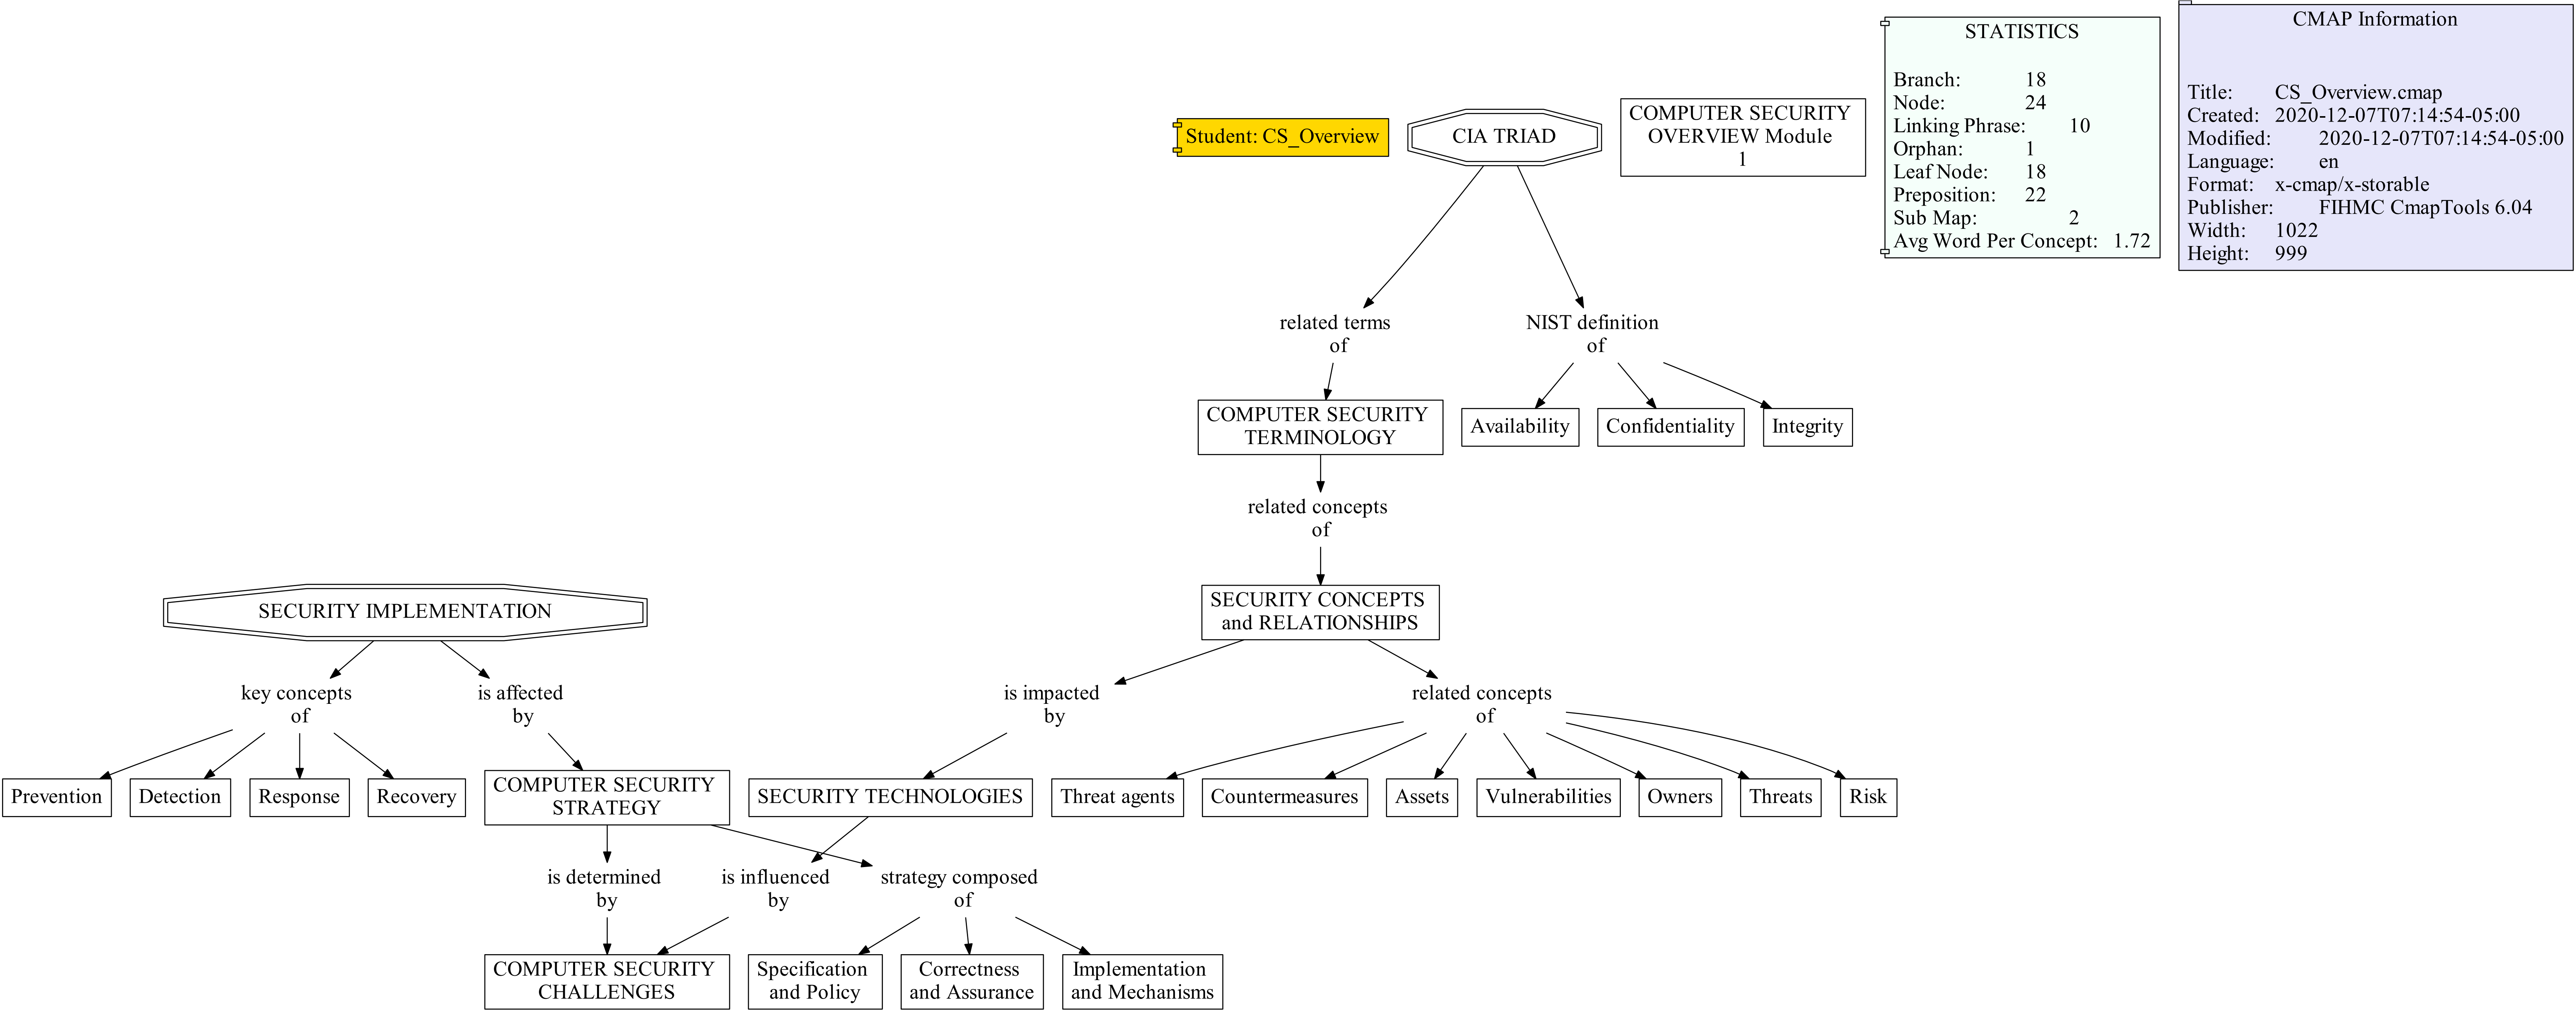 STATISTICS
Branch: 18
Node: 24
Linking Phrase: 10
Orphan: 1
Leaf Node: 18
Preposition: 22
Sub Map: 2
Avg Word Per Concept: 1.72
CMAP Information
Title: CS_Overview.cmap
Created: 2020-12-07T07:14:54-05:00
Modified: 2020-12-07T07:14:54-05:00
Language: en
Format: x-cmap/x-storable
Publisher: FIHMC CmapTools 6.04
Width: 1022
Height: 999
Student: CS_Overview
CIA TRIAD
COMPUTER SECURITY
OVERVIEW Module
1
related terms
of
NIST definition
of
COMPUTER SECURITY
TERMINOLOGY
Availability
Confidentiality
Integrity
related concepts
of
SECURITY IMPLEMENTATION
SECURITY CONCEPTS
and RELATIONSHIPS
key concepts
of
is affected
by
is impacted
by
related concepts
of
Prevention
Detection
Response
Recovery
COMPUTER SECURITY
STRATEGY
SECURITY TECHNOLOGIES
Threat agents
Countermeasures
Assets
Vulnerabilities
Owners
Threats
Risk
is determined
by
is influenced
by
strategy composed
of
COMPUTER SECURITY
CHALLENGES
Specification
and Policy
Correctness
and Assurance
Implementation
and Mechanisms